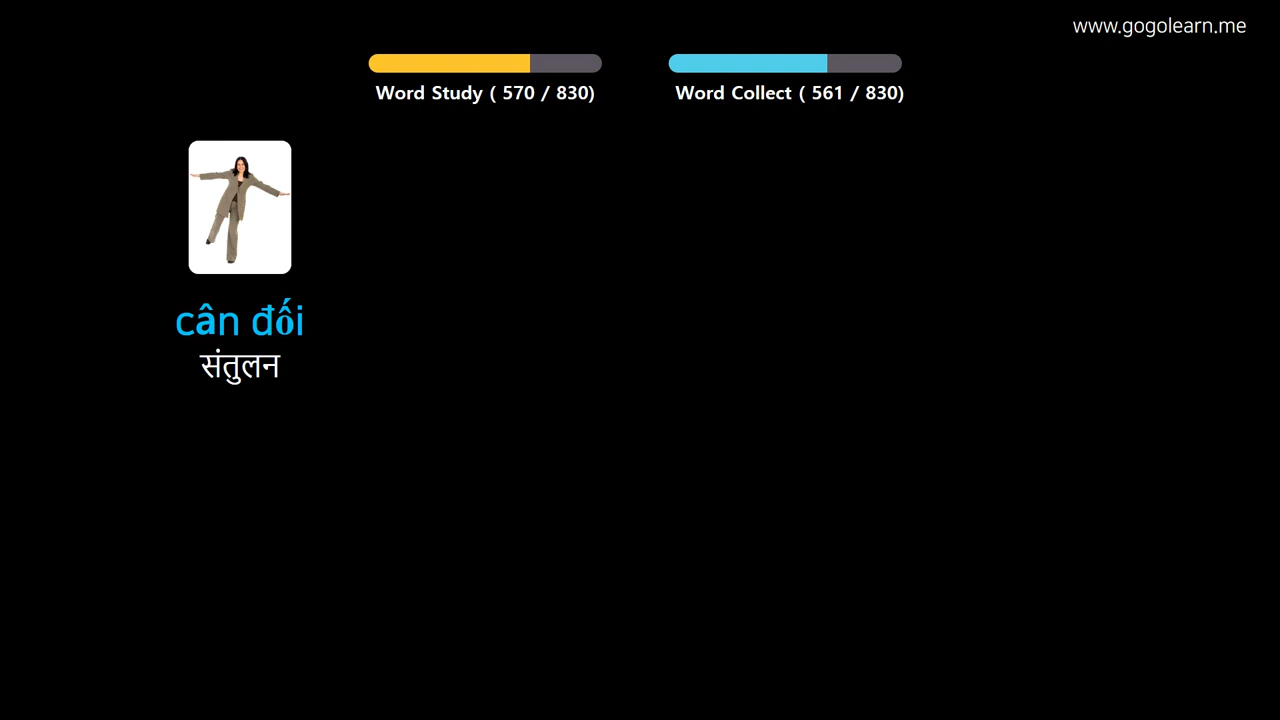 www.gogolearn.me
Word Study ( 570 / 830)
Word Collect ( 561 / 830)
cân đối
संतुलन